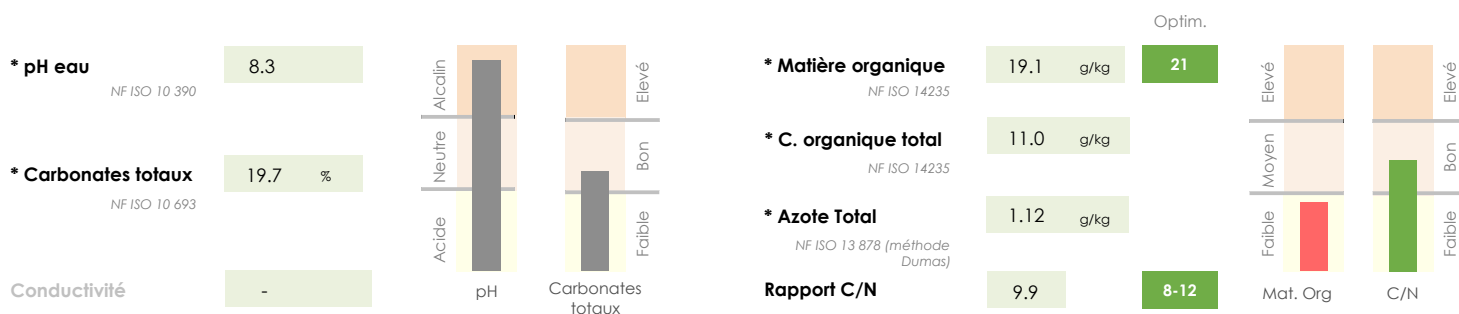 * pH eau
8.3
NF ISO 10 390
* Carbonates totaux
19.7 %
NF ISO 10 693
Conductivité
-
Alcalin
Neutre
Acide
Elevé
Bon
Faible
pH
Carbonates
totaux
Optim.
* Matière organique
19.1 g/kg
21
NF ISO 14235
* C. organique total
11.0 g/kg
NF ISO 14235
* Azote Total
1.12 g/kg
NF ISO 13 878 (méthode
Dumas)
Rapport C/N
9.9
8-12
Elevé
Moyen
Faible
Elevé
Bon
Faible
Mat. Org
C/N